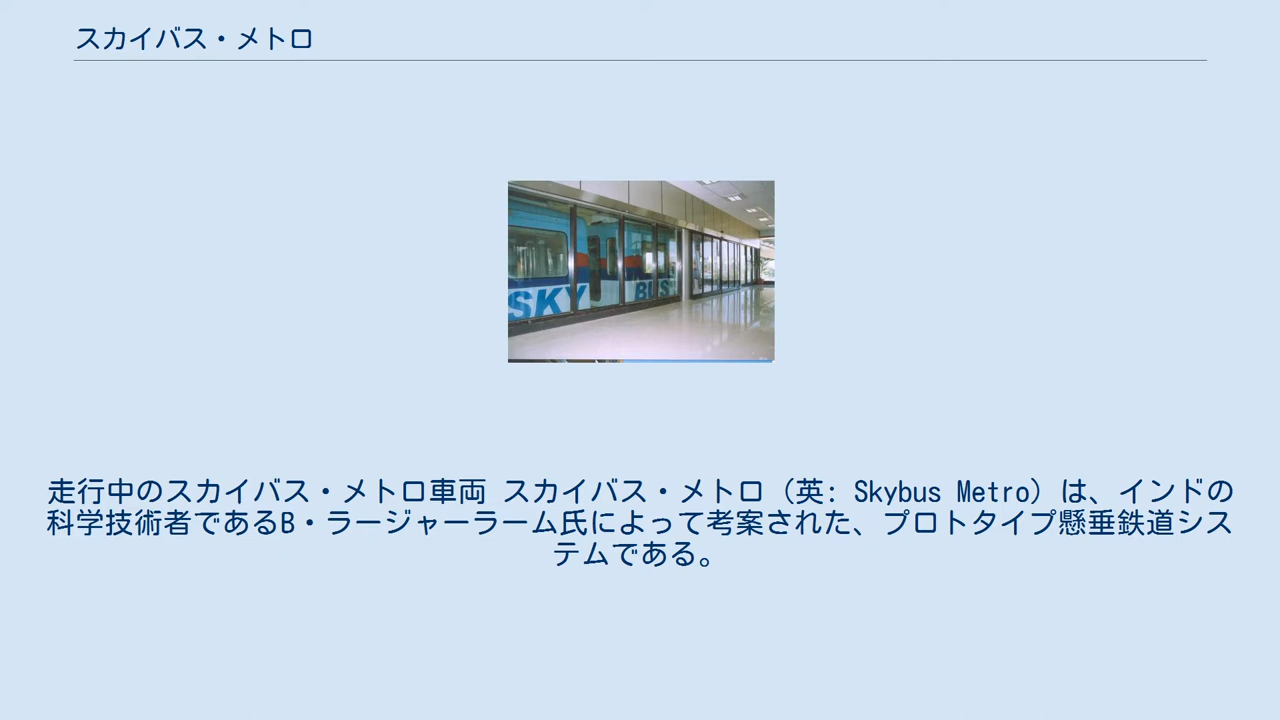 スカイバス・メトロ
SKY BUS
走行中のスカイバス・メトロ車両 スカイバス・メトロ（英: Skybus Metro）は、インドの
科学技術者であるB・ラージャーラーム氏によって考案された、プロトタイプ懸垂鉄道シス
テムである。